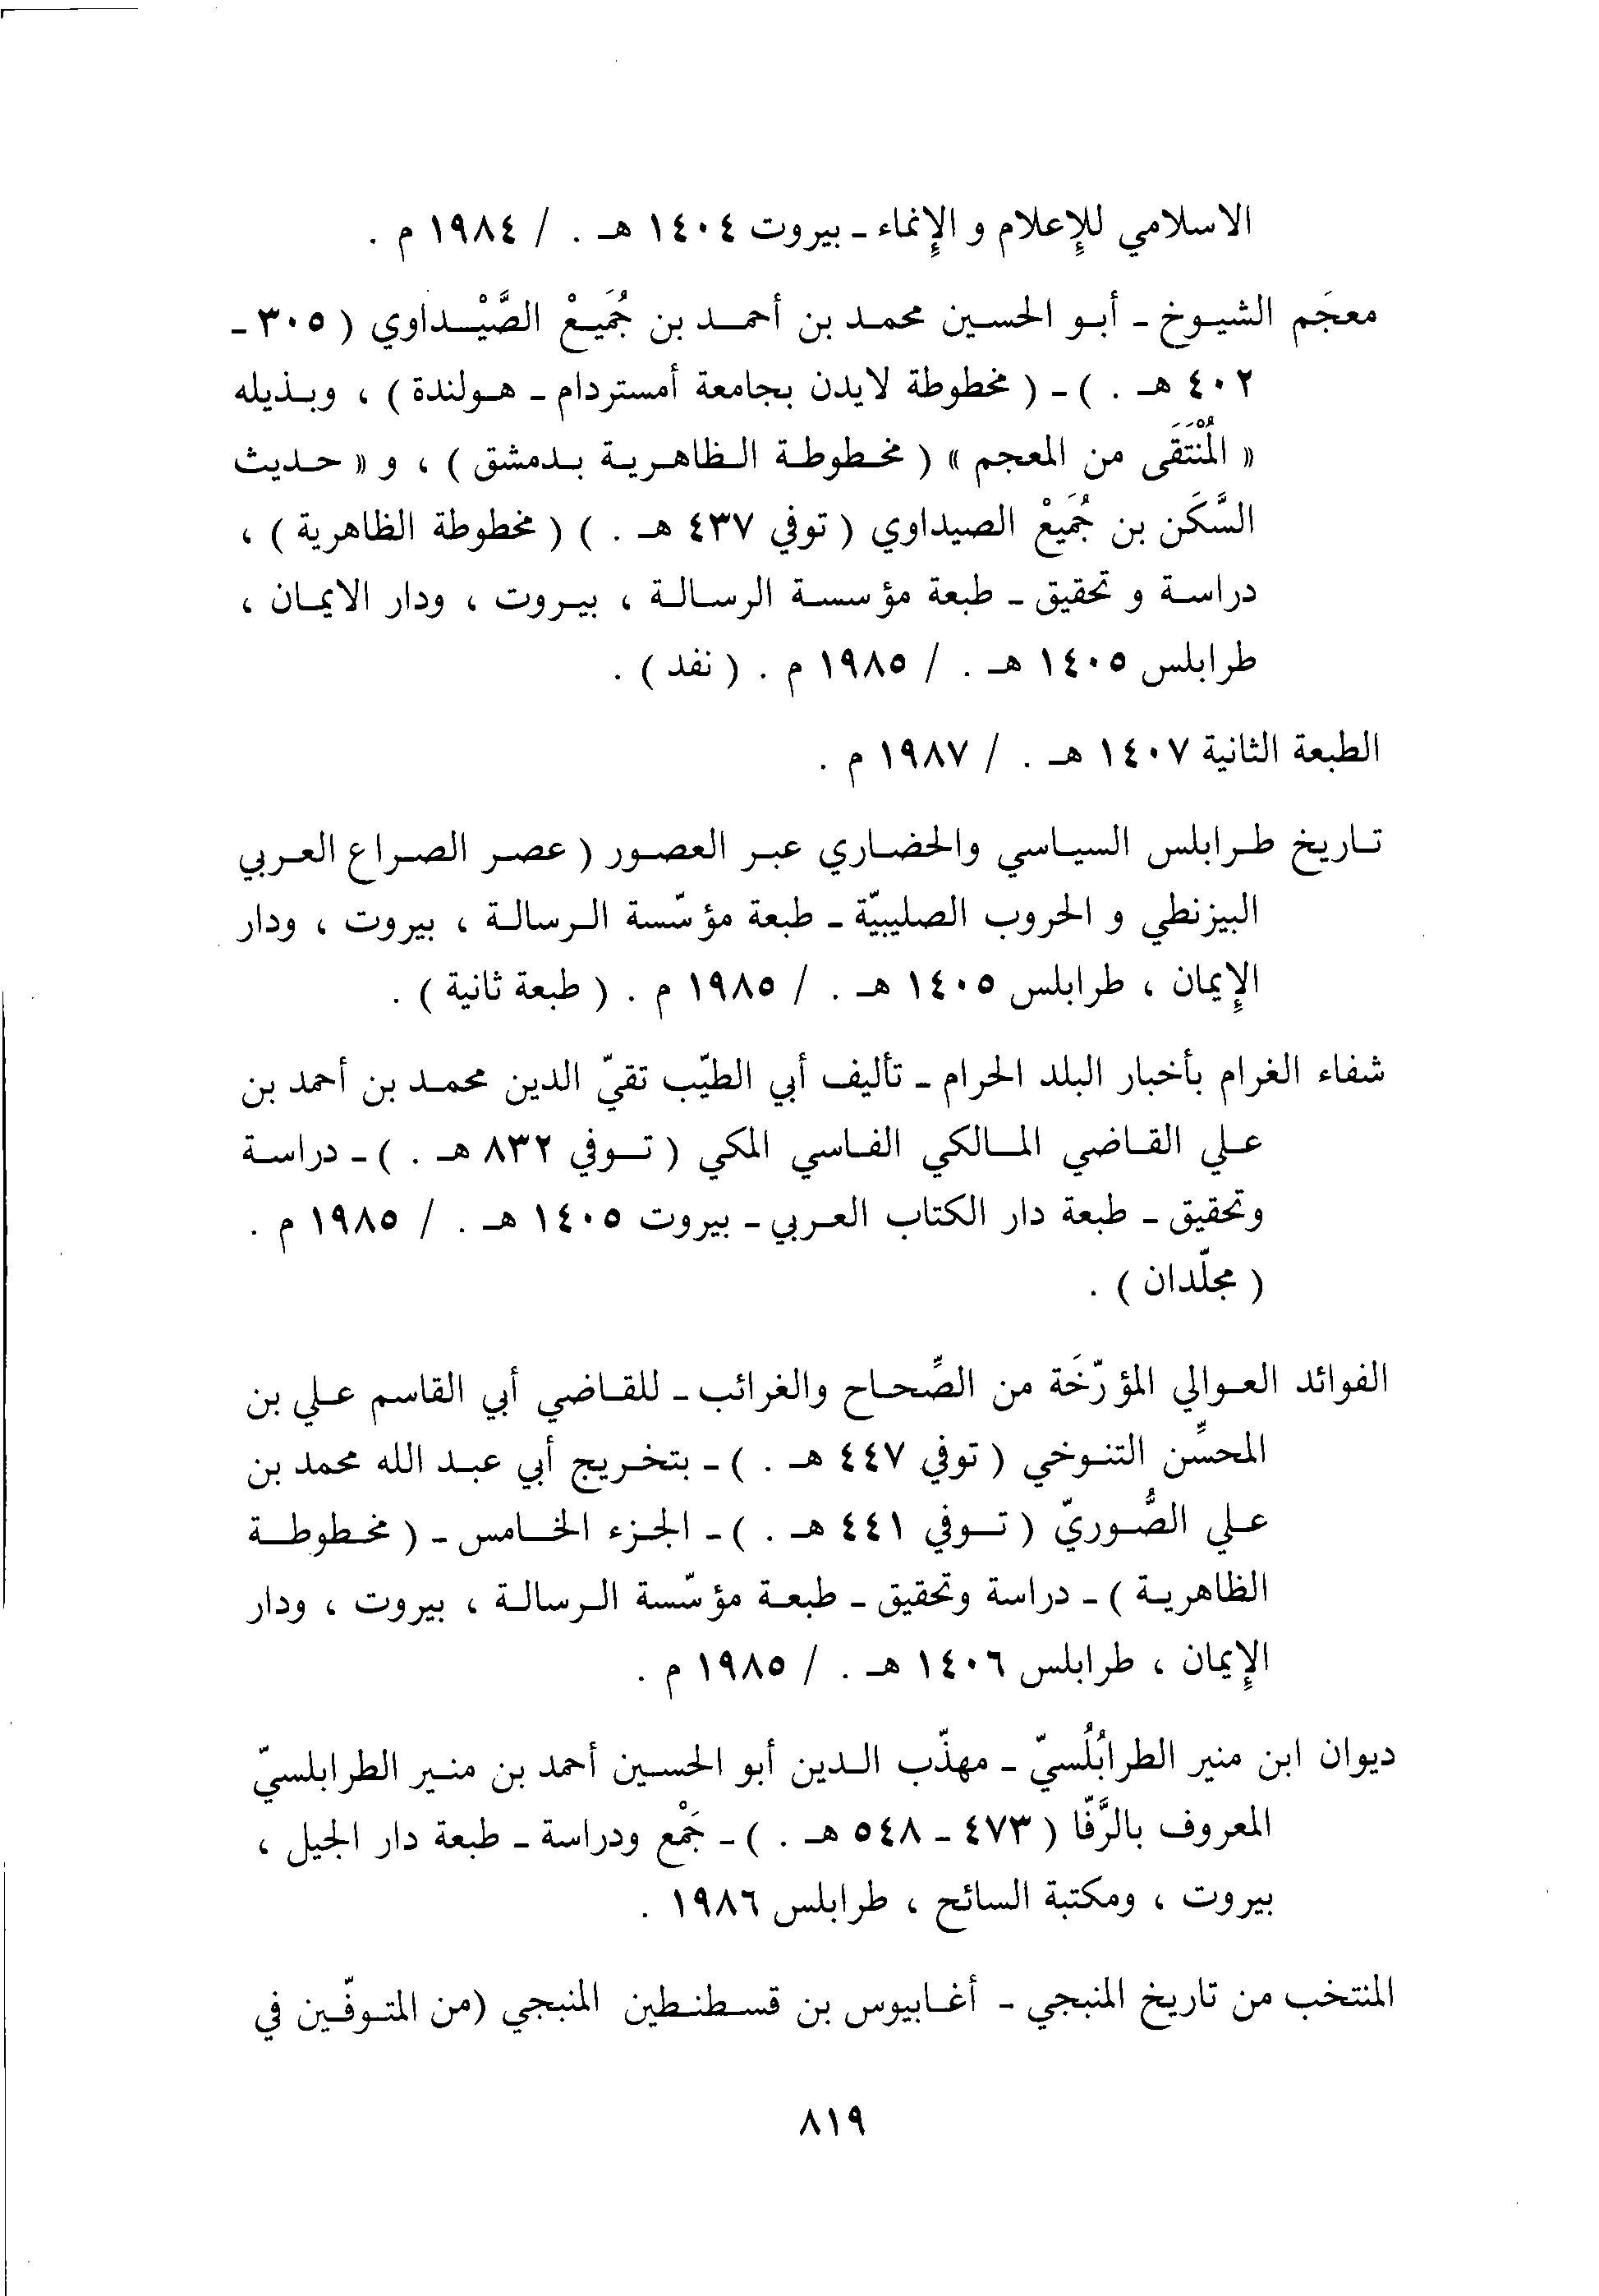 الاسلامي للإعلام و الإنماء ـ بيروت ١٤٠٤ هـ . / ١٩٨٤ م .
معجَم الشيوخ ـ أبو الحسين محمد بن أحمد بن جُمَيعْ الصَّيْداوي ( ٣٠٥ ـ
٤٠٢ هـ . ) ـ ( مخطوطة لايدن بجامعة أمستردام ـ هولندة ) ، وبذيله
« المُنْتَقَى من المعجم » ( مخطوطة الظاهرية بدمشق ) ، و « حديث
السَّكَن بن جُمَيعْ الصيداوي ( توفي ٤٣٧ هـ . ) ( مخطوطة الظاهرية ) ،
دراسة و تحقيق ـ طبعة مؤسسة الرسالة ، بيروت ، ودار الايمان ،
طرابلس ١٤٠٥ هـ . / ١٩٨٥ م . ( نفد ) .
الطبعة الثانية ١٤٠٧ هـ . / ١٩٨٧ م .
تاريخ طرابلس السياسي والحضاري عبر العصور ( عصر الصراع العربي
البيزنطي و الحروب الصليبيّة ـ طبعة مؤسّسة الرسالة ، بيروت ، ودار
الإيمان ، طرابلس ١٤٠٥ هـ . / ١٩٨٥ م . ( طبعة ثانية ) .
شفاء الغرام بأخبار البلد الحرام ـ تأليف أبي الطيّب تقيّ الدين محمد بن أحمد بن
علي القاضي المالكي الفاسي المكي ( توفي ٨٣٢ هـ . ) ـ دراسة
وتحقيق ـ طبعة دار الكتاب العربي ـ بيروت ١٤٠٥ هـ . / ١٩٨٥ م .
( مجلّدان ) .
الفوائد العوالي المؤرّخَة من الصِّحاح والغرائب ـ للقاضي أبي القاسم علي بن
المحسِّن التنوخي ( توفي ٤٤٧ هـ . ) ـ بتخريج أبي عبد الله محمد بن
علي الصُّوريّ ( توفي ٤٤١ هـ . ) ـ الجزء الخامس ـ ( مخطوطة
الظاهرية ) ـ دراسة وتحقيق ـ طبعة مؤسّسة الرسالة ، بيروت ، ودار
الإيمان ، طرابلس ١٤٠٦ هـ . / ١٩٨٥ م .
ديوان ابن منير الطرابُلُسيّ ـ مهذّب الدين أبو الحسين أحمد بن منير الطرابلسيّ
المعروف بالرَّفّا ( ٤٧٣ ـ ٥٤٨ هـ . ) ـ جَمْع ودراسة ـ طبعة دار الجيل ،
بيروت ، ومكتبة السائح ، طرابلس ١٩٨٦ .
المنتخب من تاريخ المنبجي ـ أغابيوس بن قسطنطين المنبجي (من المتوفّين في
٨١٩